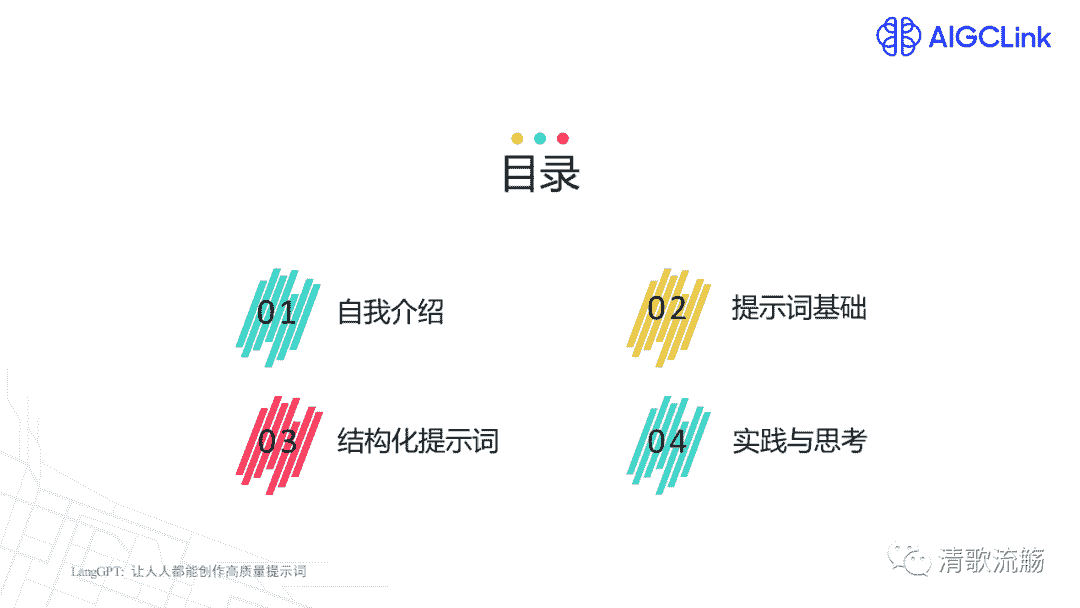 AIGCLink
目录
01 自我介绍
02 提示词基础
03 结构化提示词
04 实践与思考
LangGPT: 让人人都能创作高质量提示词
清歌流觞